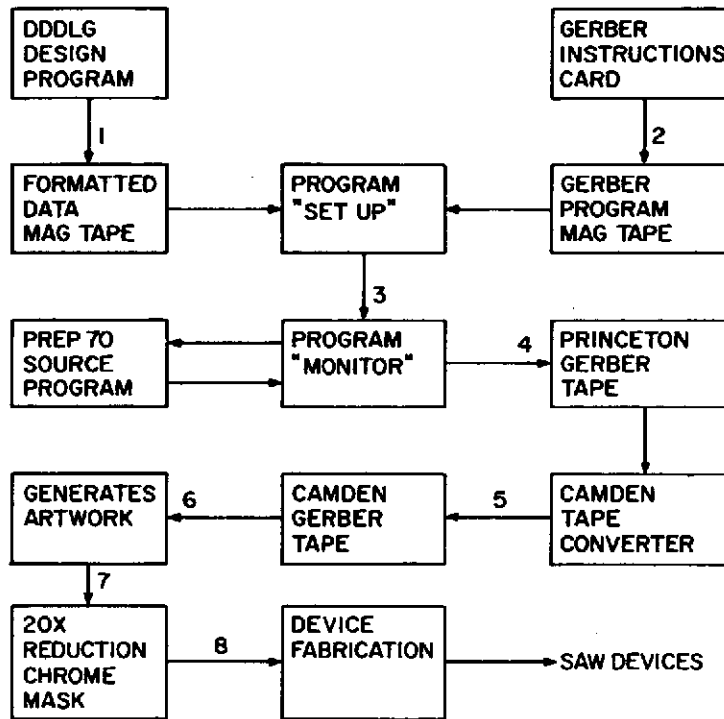 DDDLG
DESIGN
PROGRAM
GERBER
INSTRUCTIONS
CARD
1
2
FORMATTED
DATA
MAG TAPE
PROGRAM
"SET UP"
GERBER
PROGRAM
MAG TAPE
3
PREP 70
SOURCE
PROGRAM
PROGRAM
"MONITOR"
4
PRINCETON
GERBER
TAPE
GENERATES
ARTWORK
6
CAMDEN
GERBER
TAPE
5
CAMDEN
TAPE
CONVERTER
7
20X
REDUCTION
CHROME
MASK
8
DEVICE
FABRICATION
SAW DEVICES